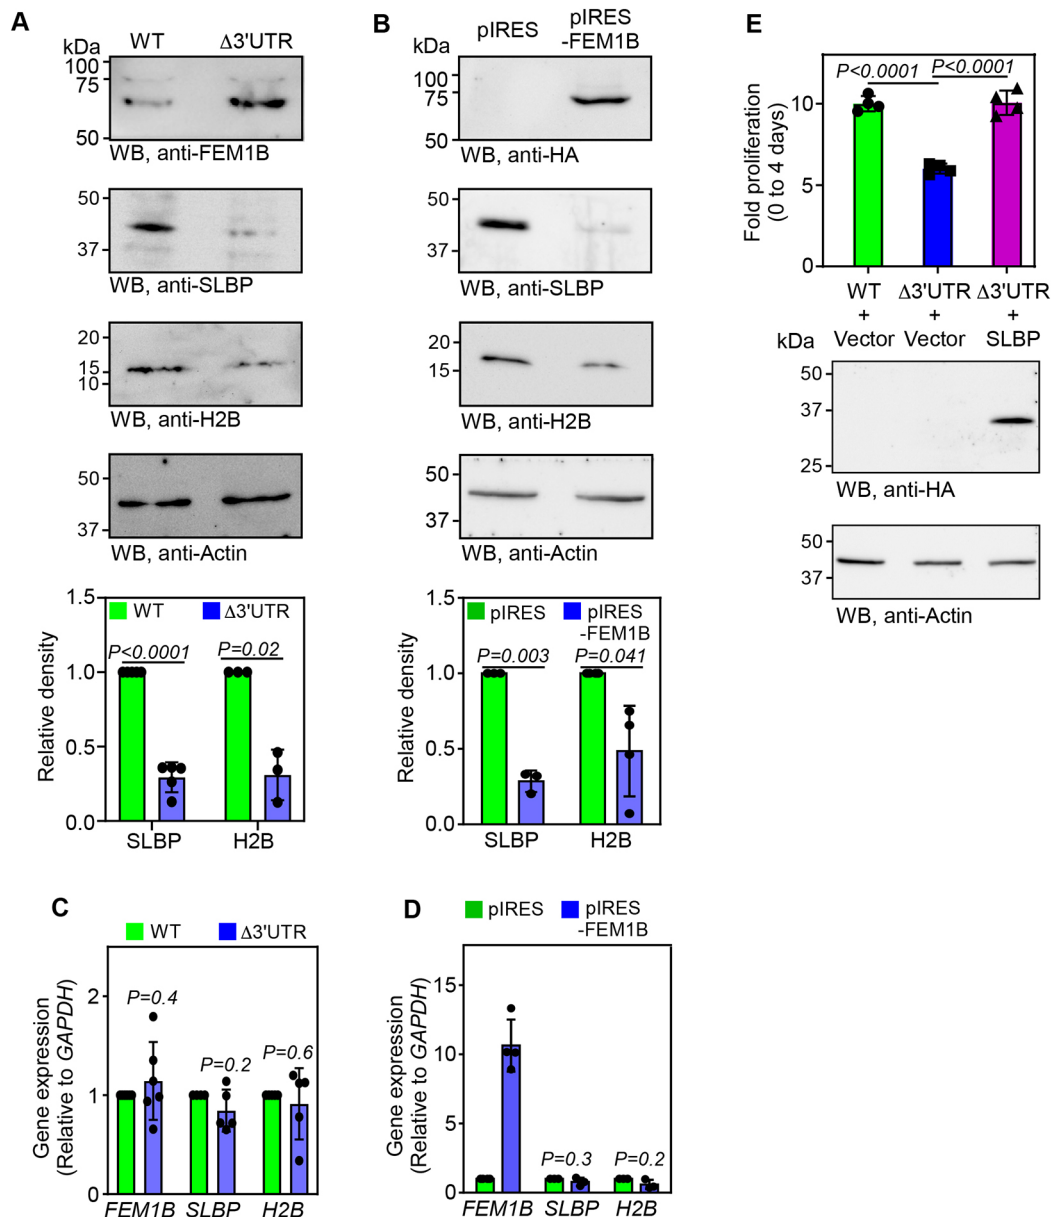 A
kDa
WT
Δ3'UTR
100
75
50
WB, anti-FEM1B
50
37
WB, anti-SLBP
20
15
10
WB, anti-H2B
50
37
WB, anti-Actin
1.5
1.0
0.5
0.0
Relative density
WT
Δ3'UTR
P<0.0001
P=0.02
SLBP
H2B
B
kDa
pIRES
pIRES
-FEM1B
100
75
50
WB, anti-HA
50
37
WB, anti-SLBP
20
15
WB, anti-H2B
50
37
WB, anti-Actin
1.5
1.0
0.5
0.0
Relative density
pIRES
pIRES
-FEM1B
P=0.003
P=0.041
SLBP
H2B
E
P<0.0001
P<0.0001
10
5
0
Fold proliferation
(0 to 4 days)
WT
+
Vector
Δ3'UTR
+
Vector
Δ3'UTR
+
SLBP
kDa
50
37
25
WB, anti-HA
50
37
WB, anti-Actin
C
WT
Δ3'UTR
2
1
0
Gene expression
(Relative to GAPDH)
P=0.4
P=0.2
P=0.6
FEM1B
SLBP
H2B
D
pIRES
pIRES
-FEM1B
15
10
5
0
Gene expression
(Relative to GAPDH)
P=0.3
P=0.2
FEM1B
SLBP
H2B